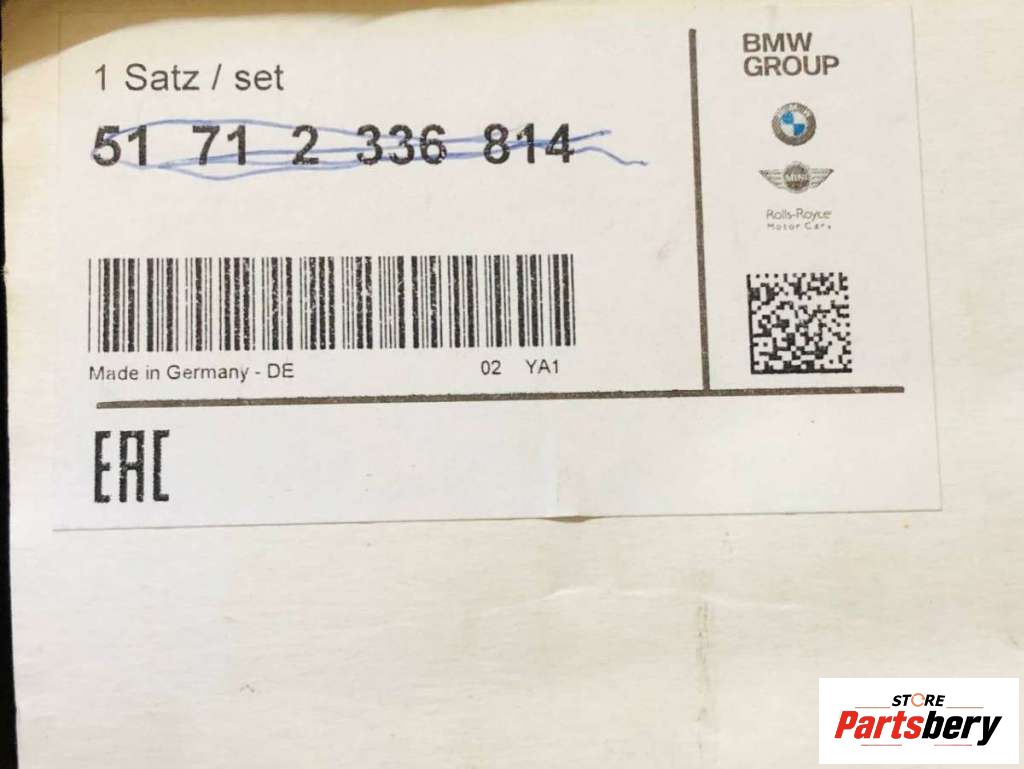 1 Satz / set
51 71 2 336 814
Made in Germany - DE 02 YA1
EAC
BMW
GROUP
MINI
Rolls-Royce
Motor Cars
STORE
Partsbery